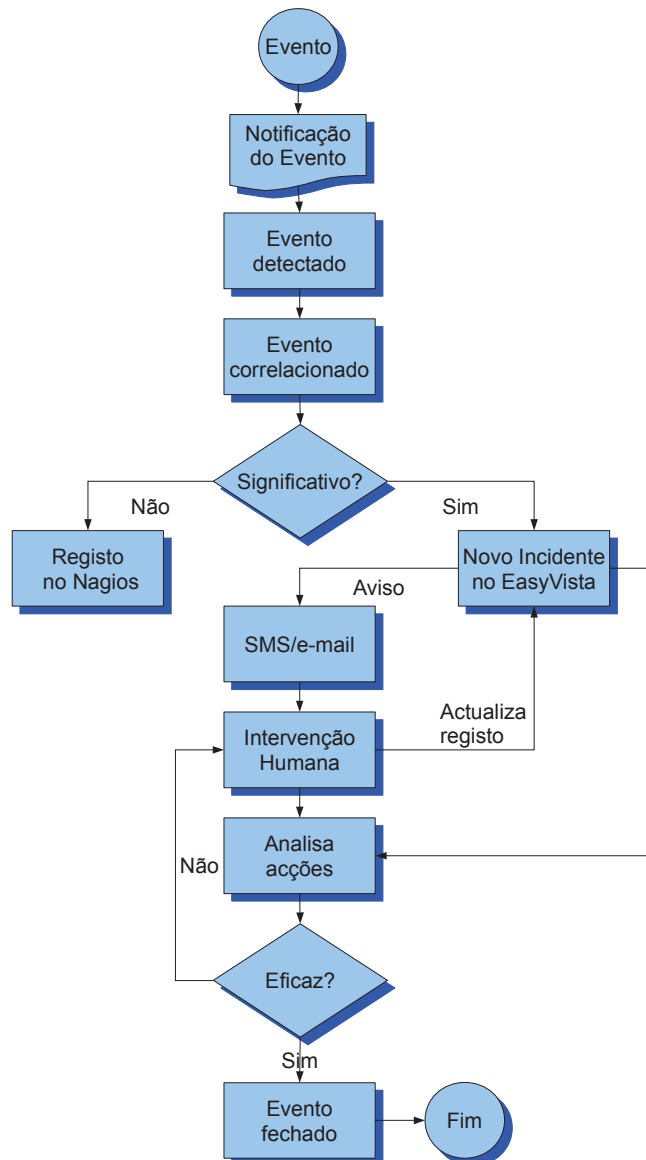 Evento
Notificação
do Evento
Evento
detectado
Evento
correlacionado
Significativo?
Não
Sim
Registo
no Nagios
Novo Incidente
no EasyVista
Aviso
SMS/e-mail
Actualiza
registo
Intervenção
Humana
Não
Analisa
acções
Eficaz?
Sim
Evento
fechado
Fim